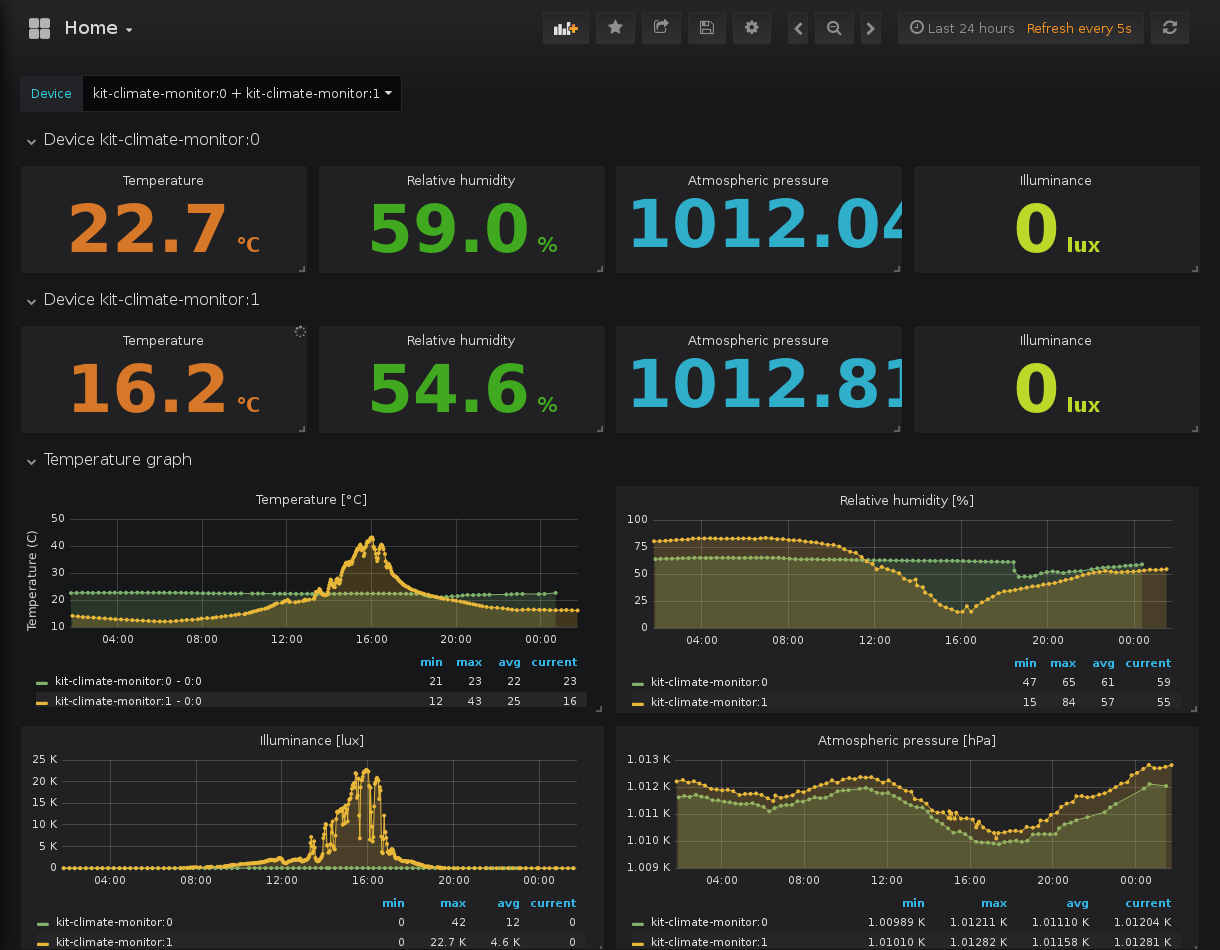 Home
Last 24 hours Refresh every 5s
Device kit-climate-monitor:0 + kit-climate-monitor:1
Device kit-climate-monitor:0
Temperature Relative humidity Atmospheric pressure Illuminance
22.7 °C 59.0 % 1012.04 0 lux
Device kit-climate-monitor:1
Temperature Relative humidity Atmospheric pressure Illuminance
16.2 °C 54.6 % 1012.81 0 lux
Temperature graph
Temperature [°C]
Temperature (C)
50
40
30
20
10
04:00 08:00 12:00 16:00 20:00 00:00
min max avg current
kit-climate-monitor:0 - 0:0 21 23 22 23
kit-climate-monitor:1 - 0:0 12 43 25 16
Relative humidity [%]
100
75
50
25
0
04:00 08:00 12:00 16:00 20:00 00:00
min max avg current
kit-climate-monitor:0 47 65 61 59
kit-climate-monitor:1 15 84 57 55
Illuminance [lux]
25 K
20 K
15 K
10 K
5 K
0
04:00 08:00 12:00 16:00 20:00 00:00
min max avg current
kit-climate-monitor:0 0 42 12 0
kit-climate-monitor:1 0 22.7 K 4.6 K 0
Atmospheric pressure [hPa]
1.013 K
1.012 K
1.011 K
1.010 K
1.009 K
04:00 08:00 12:00 16:00 20:00 00:00
min max avg current
kit-climate-monitor:0 1.00989 K 1.01211 K 1.01110 K 1.01204 K
kit-climate-monitor:1 1.01010 K 1.01282 K 1.01158 K 1.01281 K